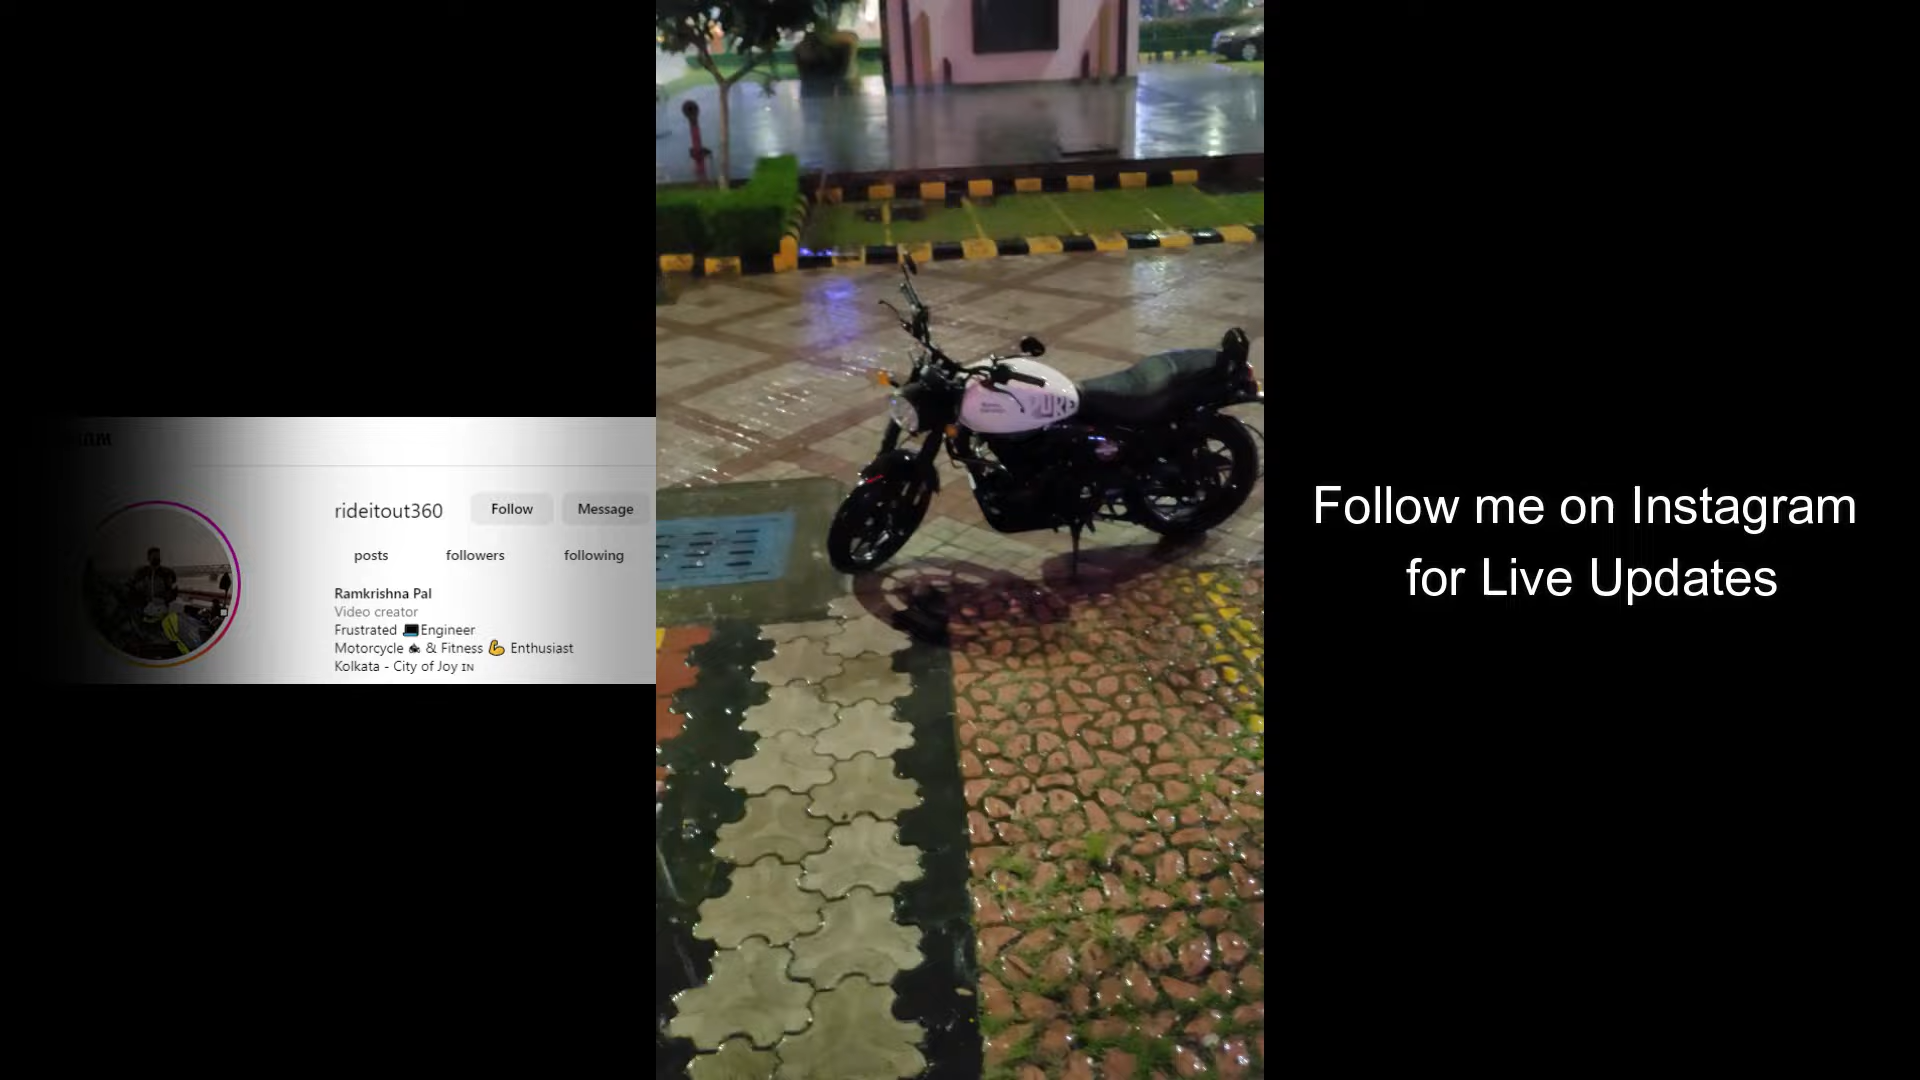 rideitout360 Follow Message
posts followers following
Ramkrishna Pal
Video creator
Frustrated 💻Engineer
Motorcycle 🏍 & Fitness 💪 Enthusiast
Kolkata - City of Joy IN
PURE
Follow me on Instagram
for Live Updates